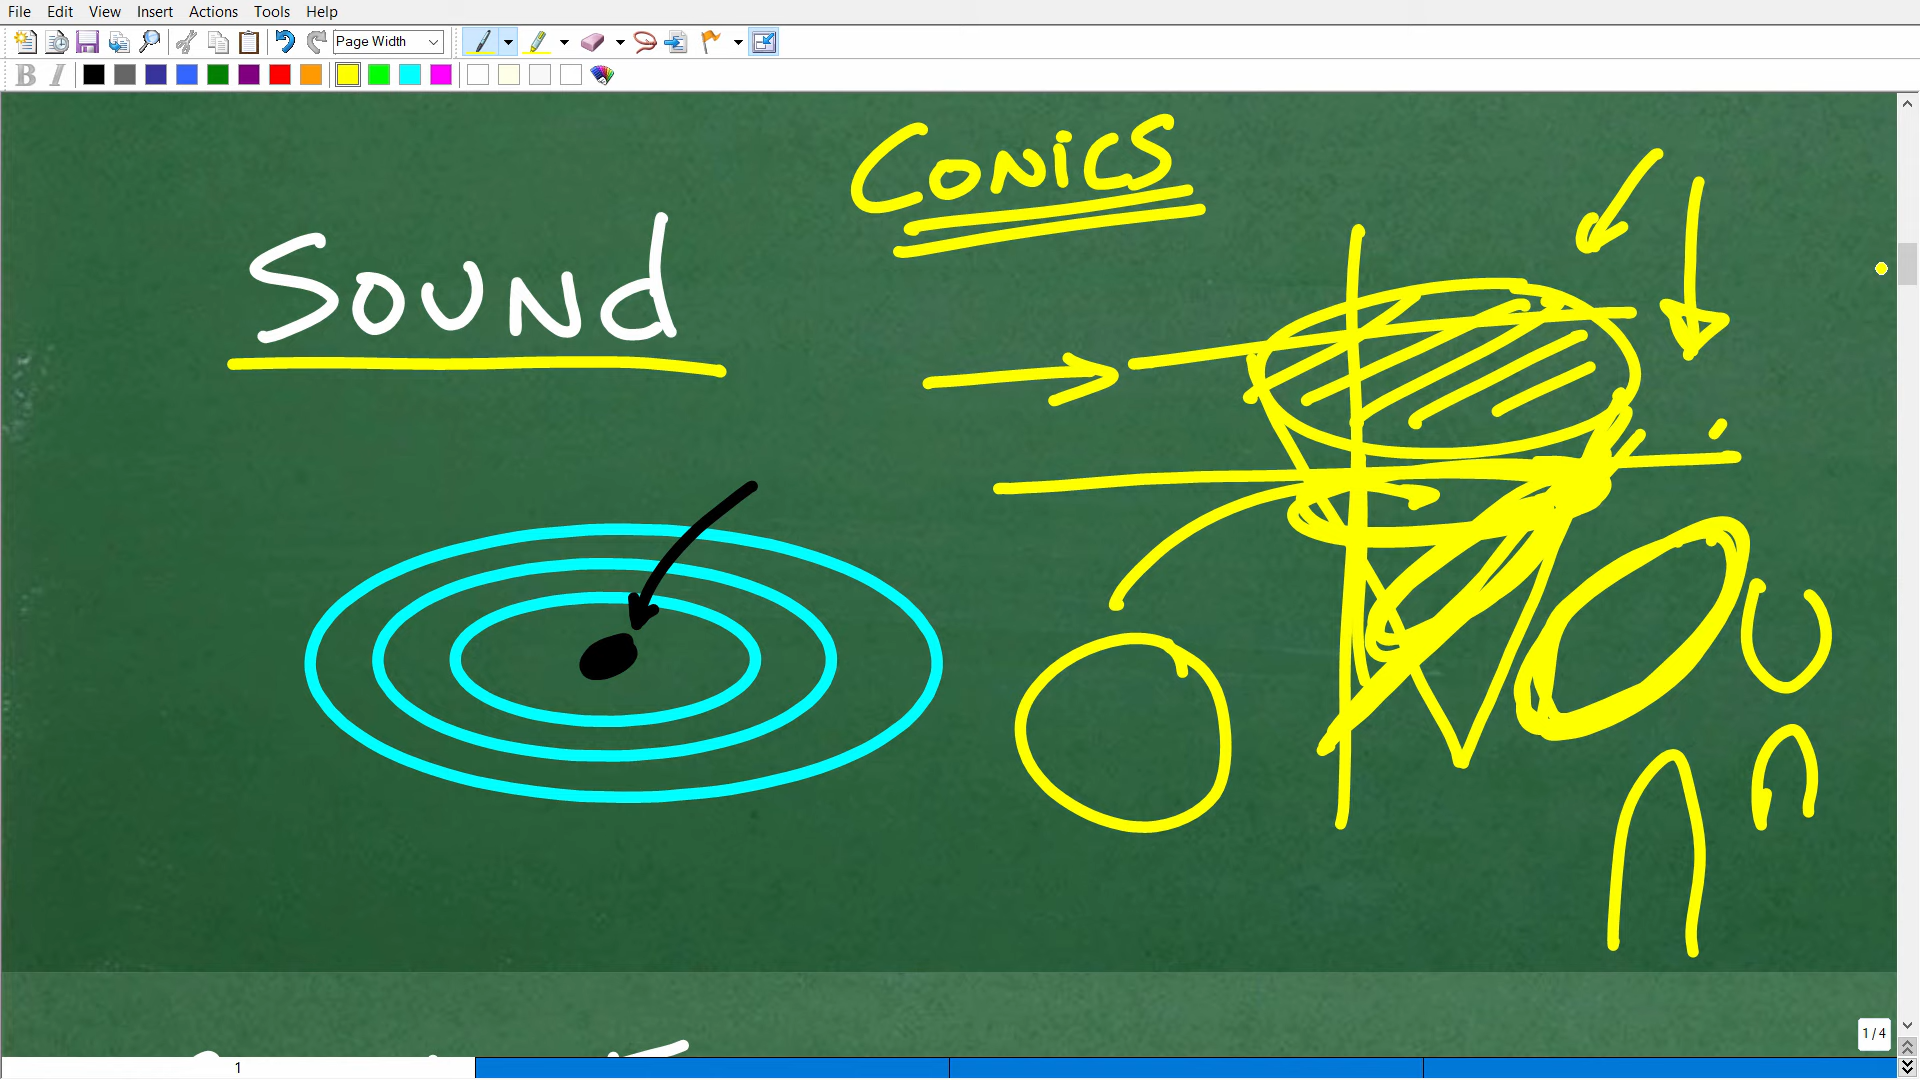 File Edit View Insert Actions Tools Help
Page Width
B I
CONICS
SOUND
1 / 4
1